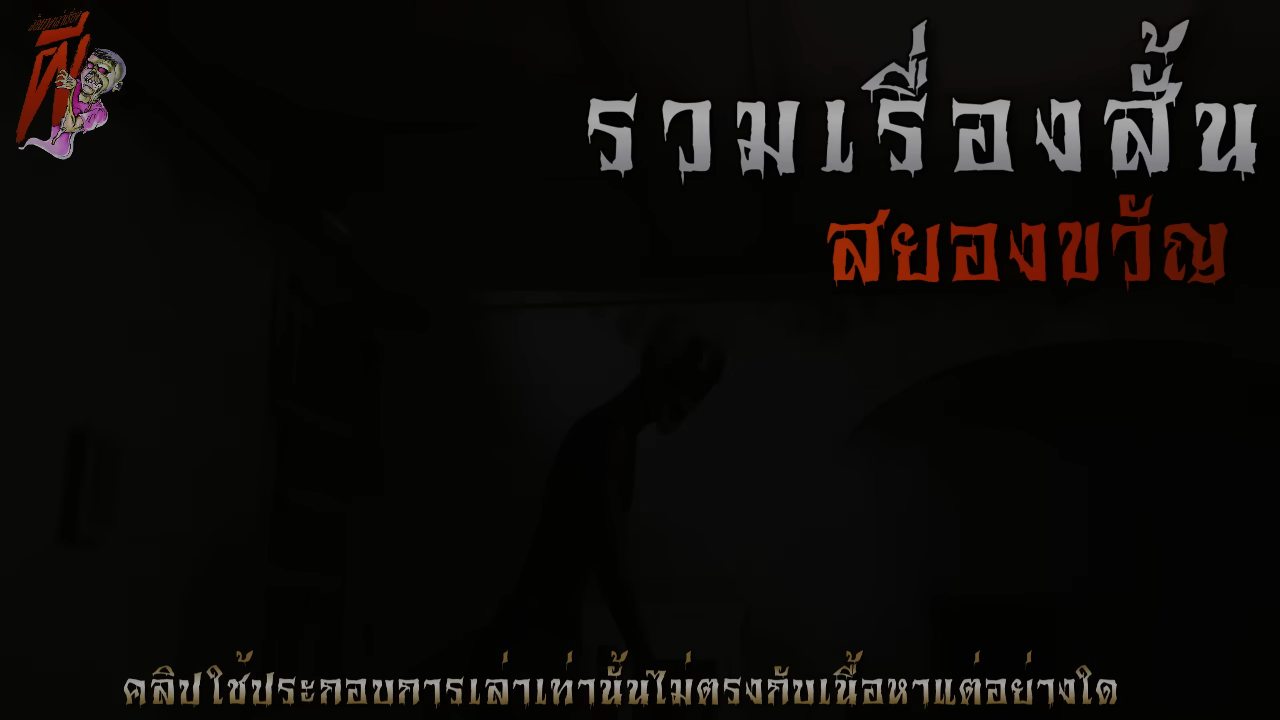 ผี
รวมเรื่องสั้น
สยองขวัญ
คลิปใช้ประกอบการเล่าเท่านั้นไม่ตรงกับเนื้อหาแต่อย่างใด